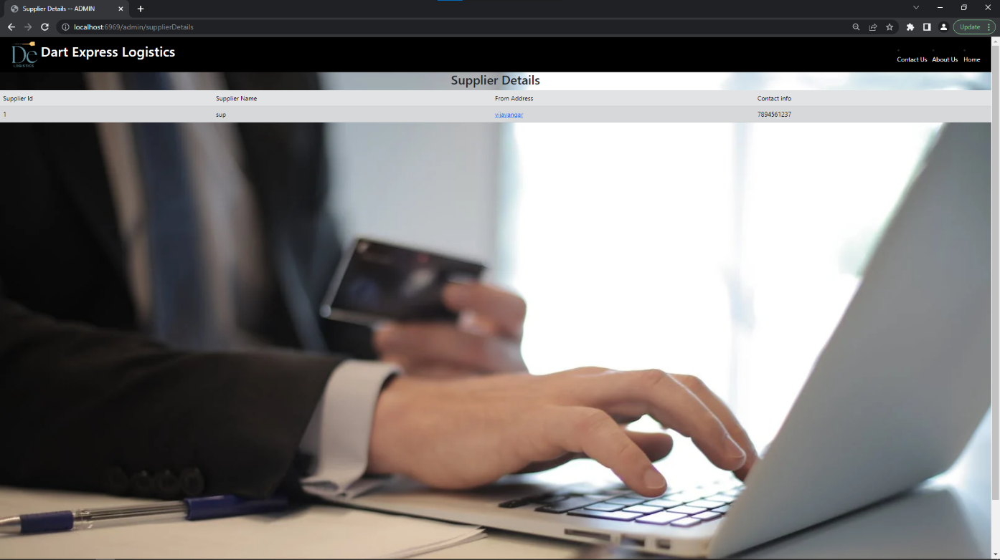 Supplier Details -- ADMIN
localhost:6969/admin/supplierDetails
Update
De
LOGISTICS
Dart Express Logistics
Contact Us About Us Home
Supplier Details
Supplier Id Supplier Name From Address Contact info
1 sup vijayangar 7894561237